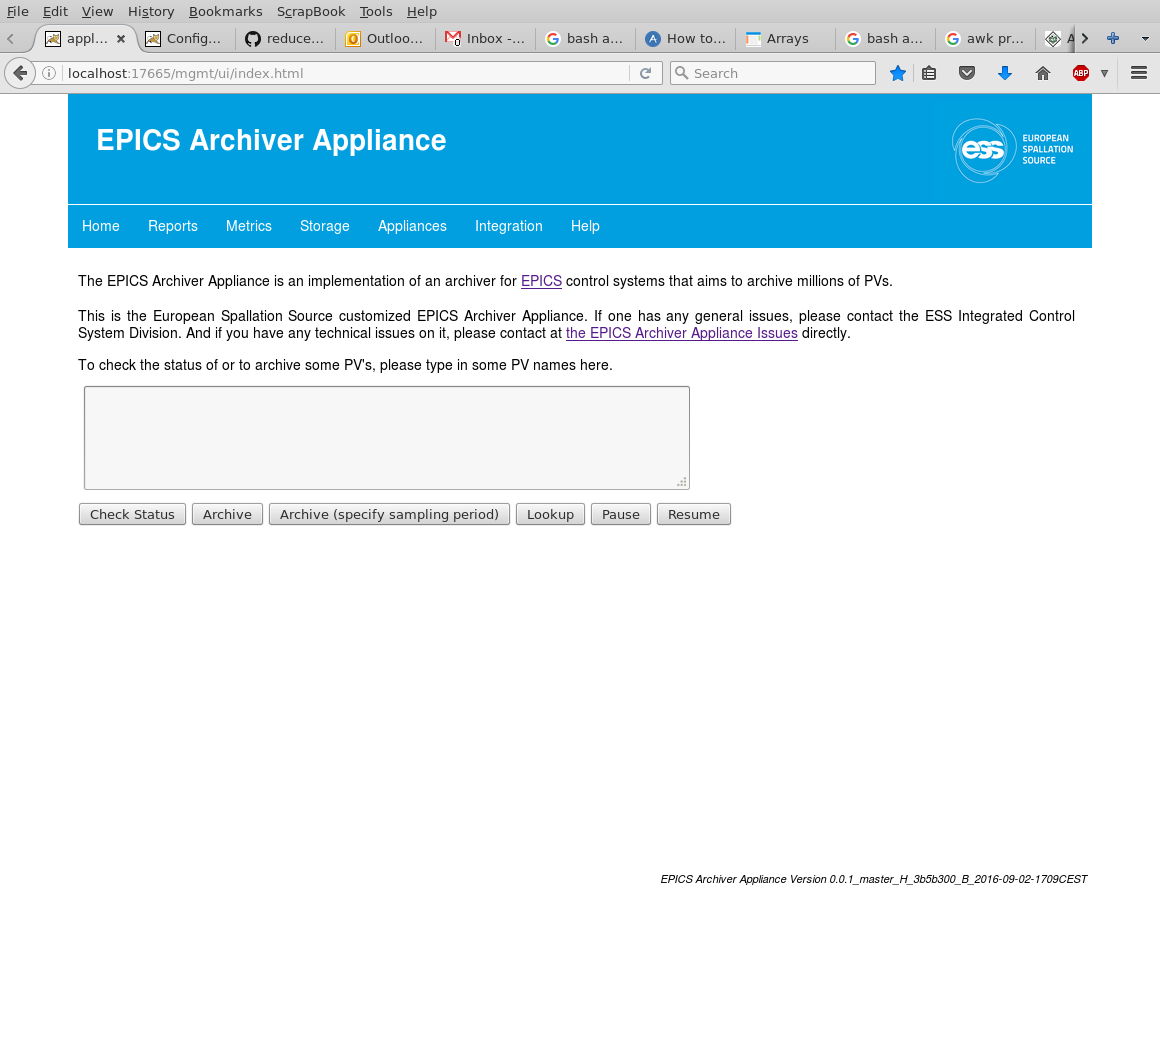 File Edit View History Bookmarks ScrapBook Tools Help
appl... Config... reduce... Outloo... Inbox -... bash a... How to... Arrays bash a... awk pr... A
localhost:17665/mgmt/ui/index.html Search
EPICS Archiver Appliance
ess EUROPEAN
SPALLATION
SOURCE
Home Reports Metrics Storage Appliances Integration Help
The EPICS Archiver Appliance is an implementation of an archiver for EPICS control systems that aims to archive millions of PVs.
This is the European Spallation Source customized EPICS Archiver Appliance. If one has any general issues, please contact the ESS Integrated Control
System Division. And if you have any technical issues on it, please contact at the EPICS Archiver Appliance Issues directly.
To check the status of or to archive some PV's, please type in some PV names here.
Check Status Archive Archive (specify sampling period) Lookup Pause Resume
EPICS Archiver Appliance Version 0.0.1_master_H_3b5b300_B_2016-09-02-1709CEST